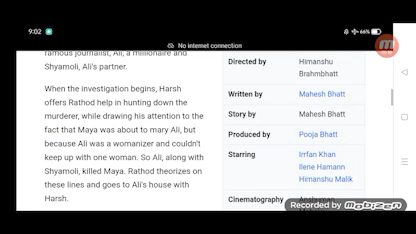 9:02
66%
No internet connection
famous journalist, Ali, a millionaire and
Shyamoli, Ali's partner.
When the investigation begins, Harsh
offers Rathod help in hunting down the
murderer, while drawing his attention to the
fact that Maya was about to marry Ali, but
because Ali was a womanizer and couldn't
keep up with one woman. So Ali, along with
Shyamoli, killed Maya. Rathod theorizes on
these lines and goes to Ali's house with
Harsh.
Directed by Himanshu
Brahmbhatt
Written by Mahesh Bhatt
Story by Mahesh Bhatt
Produced by Pooja Bhatt
Starring Irrfan Khan
Ilene Hamann
Himanshu Malik
Cinematography
Recorded by mobizen